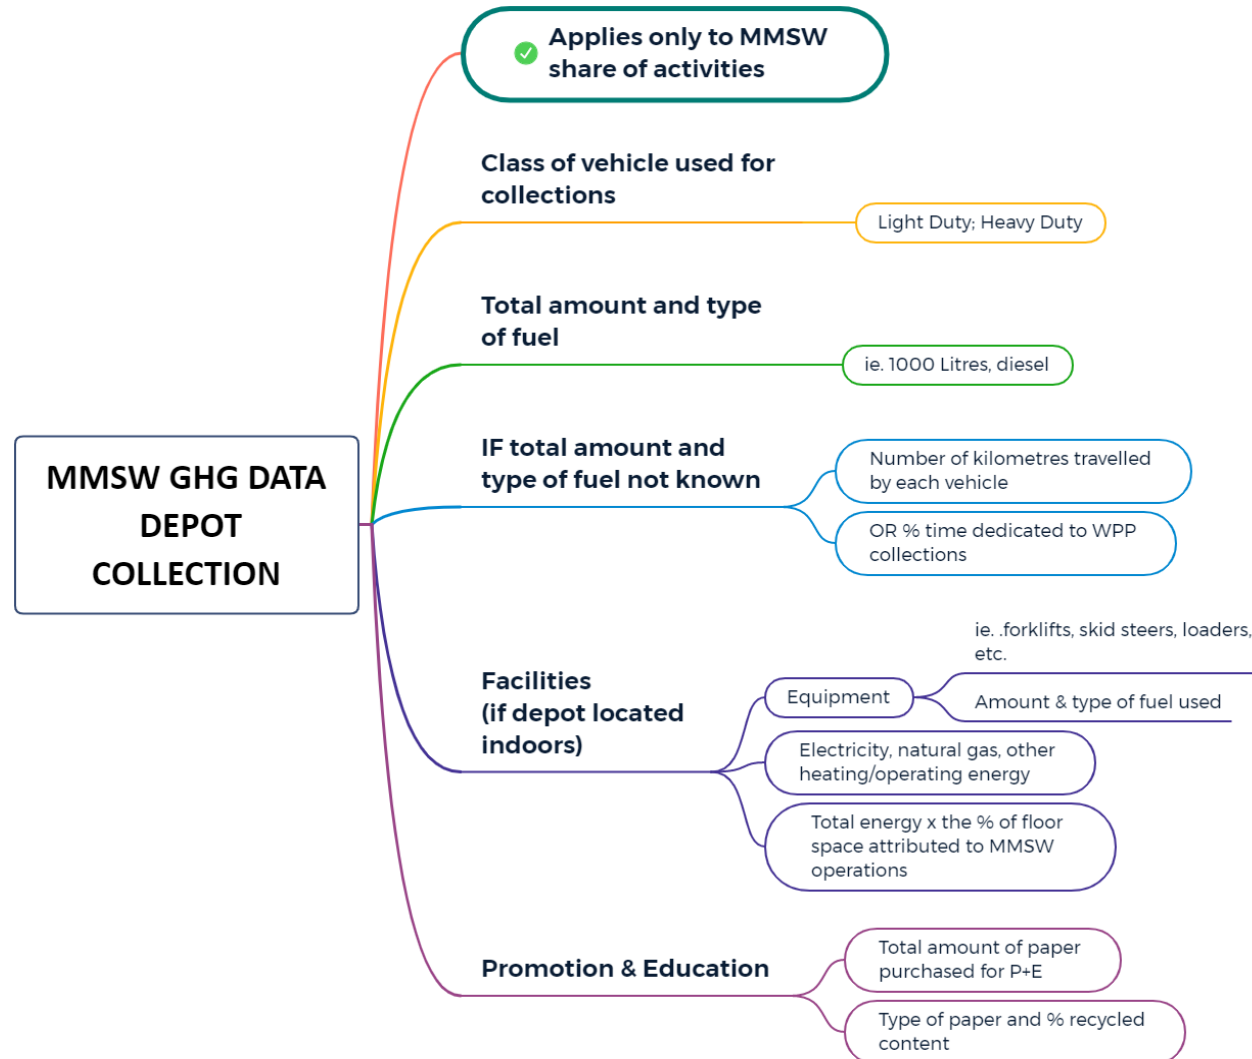 Applies only to MMSW
share of activities
Class of vehicle used for
collections
Light Duty; Heavy Duty
Total amount and type
of fuel
ie. 1000 Litres, diesel
MMSW GHG DATA
DEPOT
COLLECTION
IF total amount and
type of fuel not known
Number of kilometres travelled
by each vehicle
OR % time dedicated to WPP
collections
Facilities
(if depot located
indoors)
Equipment
ie. .forklifts, skid steers, loaders,
etc.
Amount & type of fuel used
Electricity, natural gas, other
heating/operating energy
Total energy x the % of floor
space attributed to MMSW
operations
Promotion & Education
Total amount of paper
purchased for P+E
Type of paper and % recycled
content